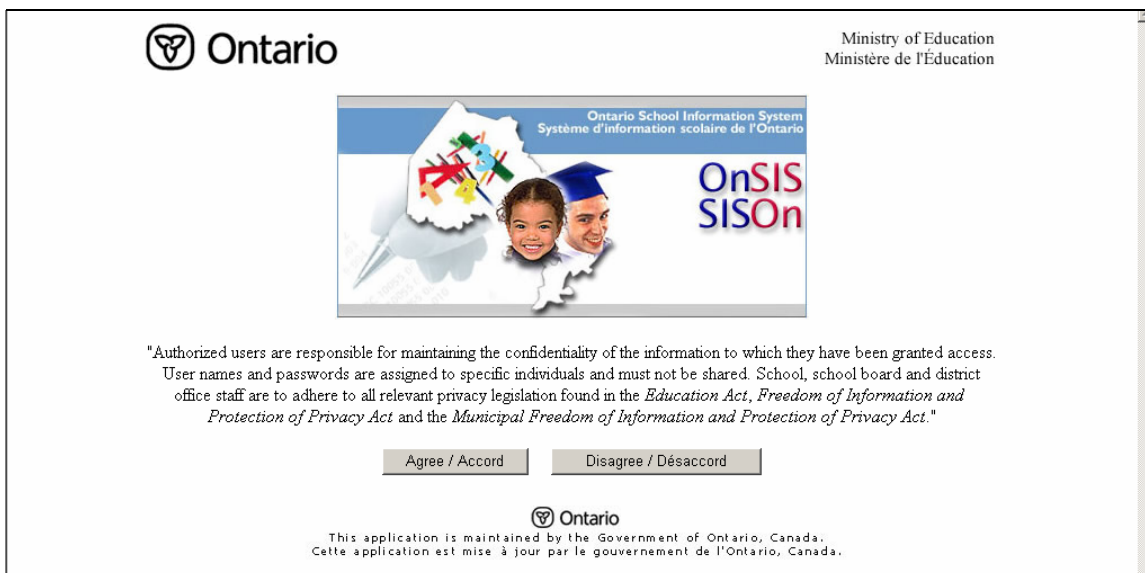 Ontario
Ministry of Education
Ministère de l'Éducation
Ontario School Information System
Système d'information scolaire de l'Ontario
OnSIS
SISOn
"Authorized users are responsible for maintaining the confidentiality of the information to which they have been granted access.
User names and passwords are assigned to specific individuals and must not be shared. School, school board and district
office staff are to adhere to all relevant privacy legislation found in the Education Act, Freedom of Information and
Protection of Privacy Act and the Municipal Freedom of Information and Protection of Privacy Act."
Agree / Accord
Disagree / Désaccord
Ontario
This application is maintained by the Government of Ontario, Canada.
Cette application est mise à jour par le gouvernement de l'Ontario, Canada.